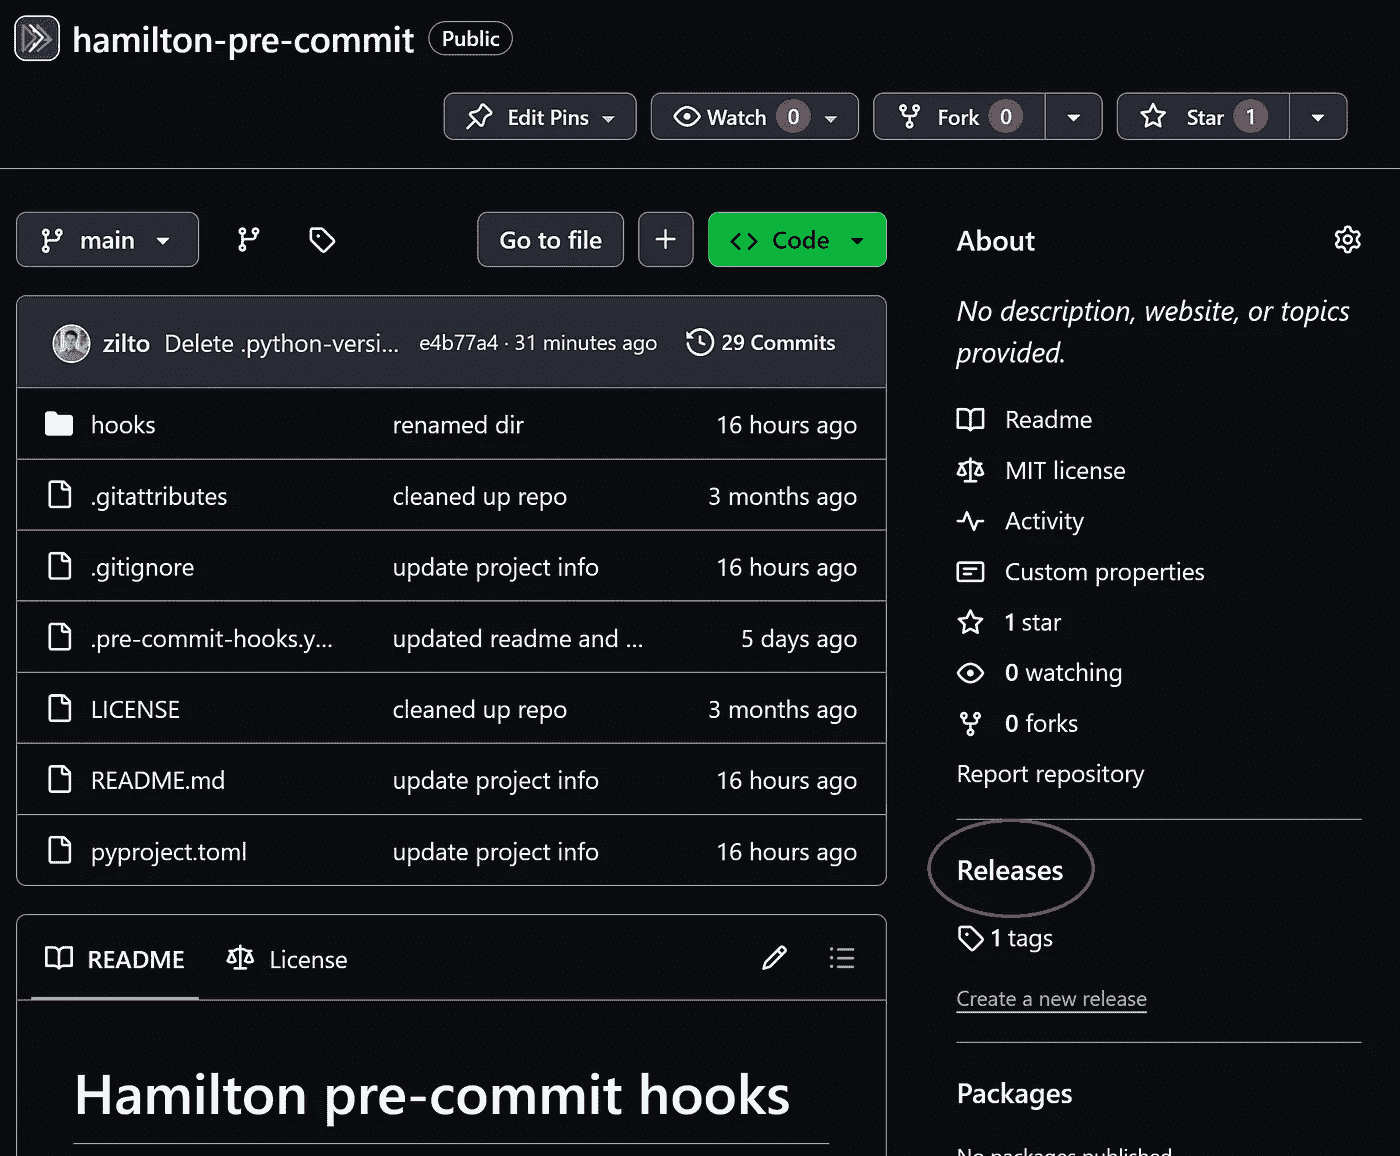 hamilton-pre-commit Public
Edit Pins Watch 0 Fork 0 Star 1
main Go to file + Code
zilto Delete .python-versi... e4b77a4 · 31 minutes ago 29 Commits
hooks renamed dir 16 hours ago
.gitattributes cleaned up repo 3 months ago
.gitignore update project info 16 hours ago
.pre-commit-hooks.y... updated readme and ... 5 days ago
LICENSE cleaned up repo 3 months ago
README.md update project info 16 hours ago
pyproject.toml update project info 16 hours ago
README License
Hamilton pre-commit hooks
About
No description, website, or topics
provided.
Readme
MIT license
Activity
Custom properties
1 star
0 watching
0 forks
Report repository
Releases
1 tags
Create a new release
Packages
No packages published